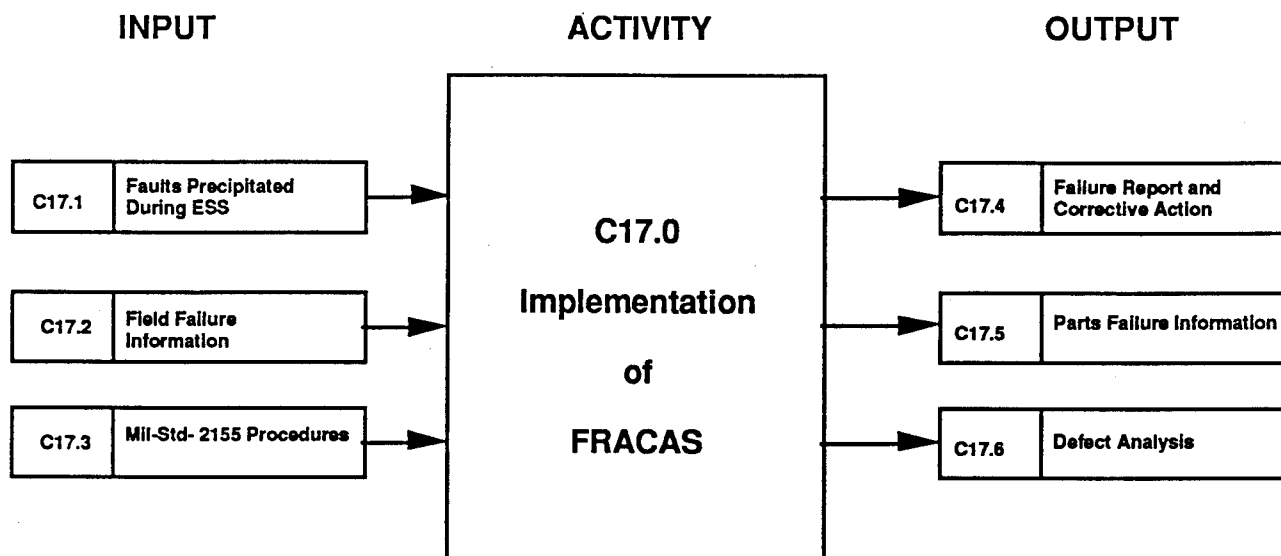 INPUT
ACTIVITY
OUTPUT
C17.1
Faults Precipitated
During ESS
C17.2
Field Failure
Information
C17.3
Mil-Std- 2155 Procedures
C17.0
Implementation
of
FRACAS
C17.4
Failure Report and
Corrective Action
C17.5
Parts Failure Information
C17.6
Defect Analysis